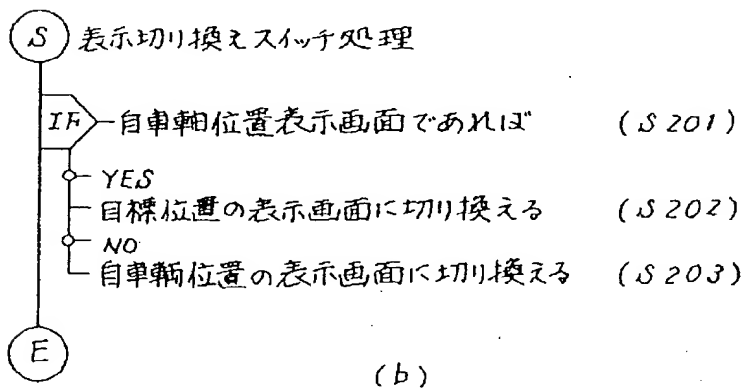 S 表示切り換えスイッチ処理
IF 自車輌位置表示画面であれば (S201)
YES
目標位置の表示画面に切り換える (S202)
NO
自車輌位置の表示画面に切り換える (S203)
E
(b)